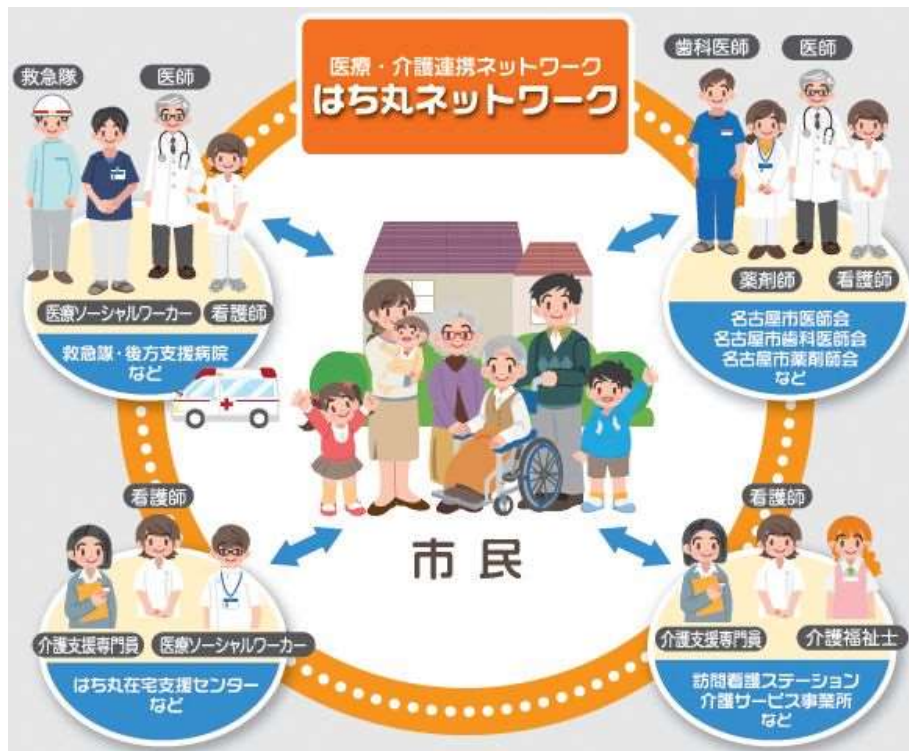 医療・介護連携ネットワーク
はち丸ネットワーク
救急隊
医師
医療ソーシャルワーカー
看護師
救急隊・後方支援病院
など
歯科医師
医師
薬剤師
看護師
名古屋市医師会
名古屋市歯科医師会
名古屋市薬剤師会
など
市民
看護師
介護支援専門員
医療ソーシャルワーカー
はち丸在宅支援センター
など
看護師
介護支援専門員
介護福祉士
訪問看護ステーション
介護サービス事業所
など